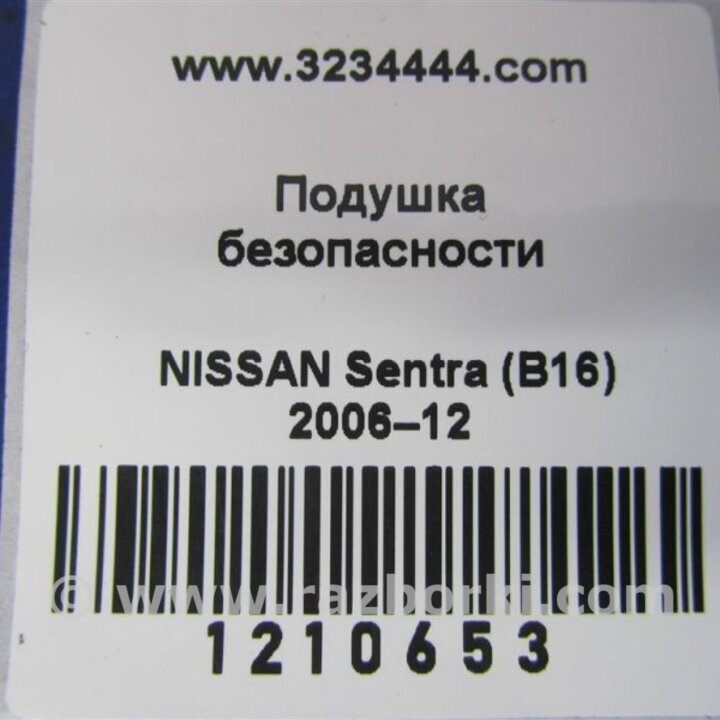 www.3234444.com
Подушка
безопасности
NISSAN Sentra (B16)
2006–12
© www.razborki.com
1210653